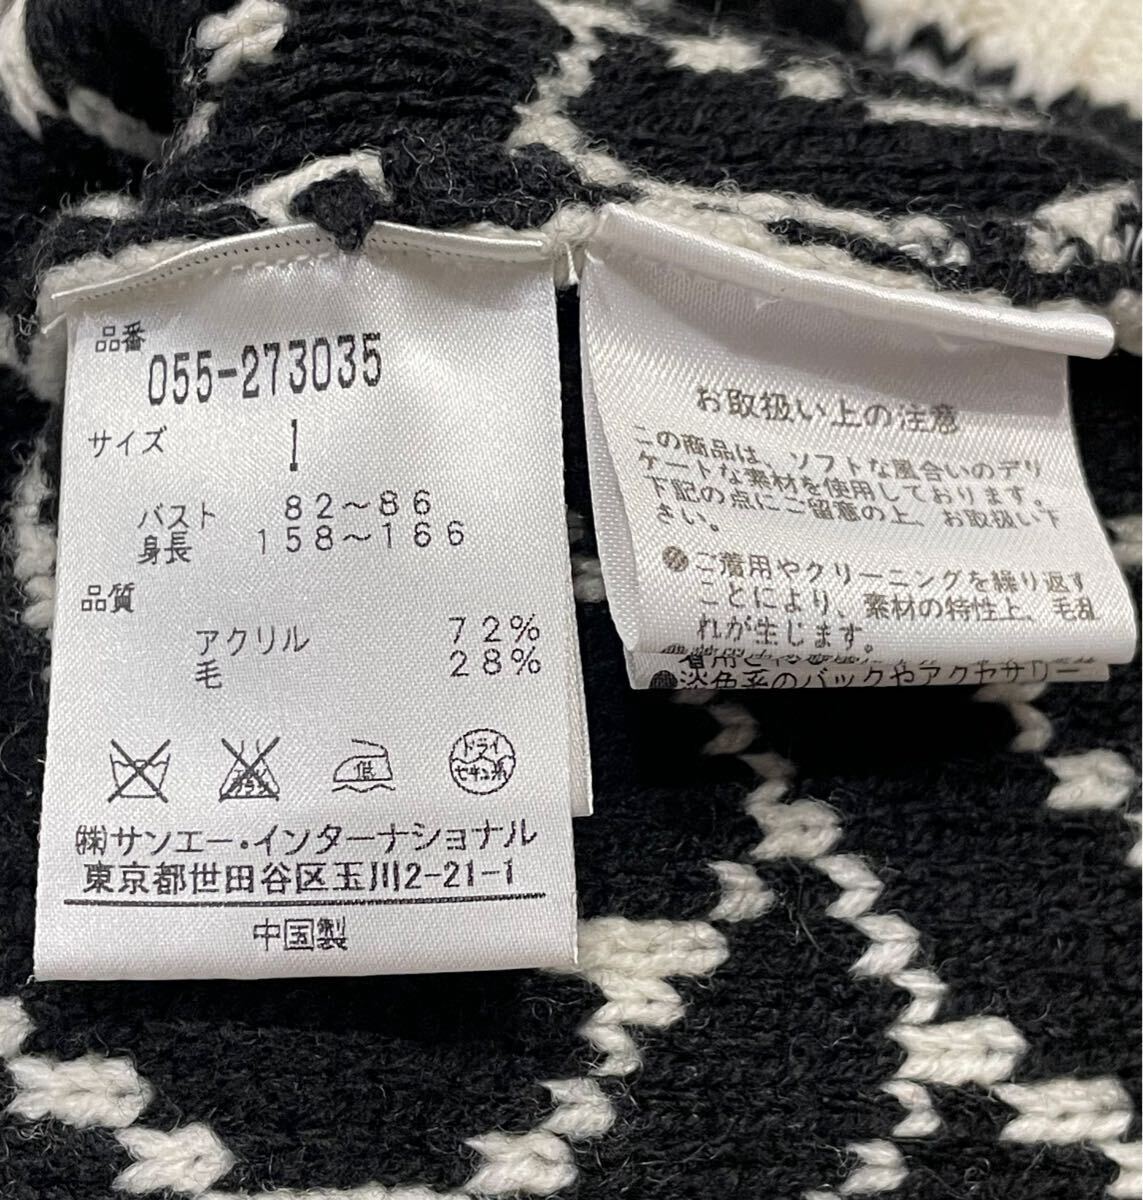 品番
055-273035
サイズ 1
バスト 82～86
身長 158～166
品質
アクリル 72%
毛 28%
低
ドライ
セキユ系
㈱サンエー・インターナショナル
東京都世田谷区玉川2-21-1
中国製
お取扱い上の注意
この商品は、ソフトな風合いのデリ
ケートな素材を使用しております。
下記の点にご留意の上、お取扱い下
さい。
●ご着用やクリーニングを繰り返す
ことにより、素材の特性上、毛乱
れが生じます。
●淡色系のバックやアクセサリー